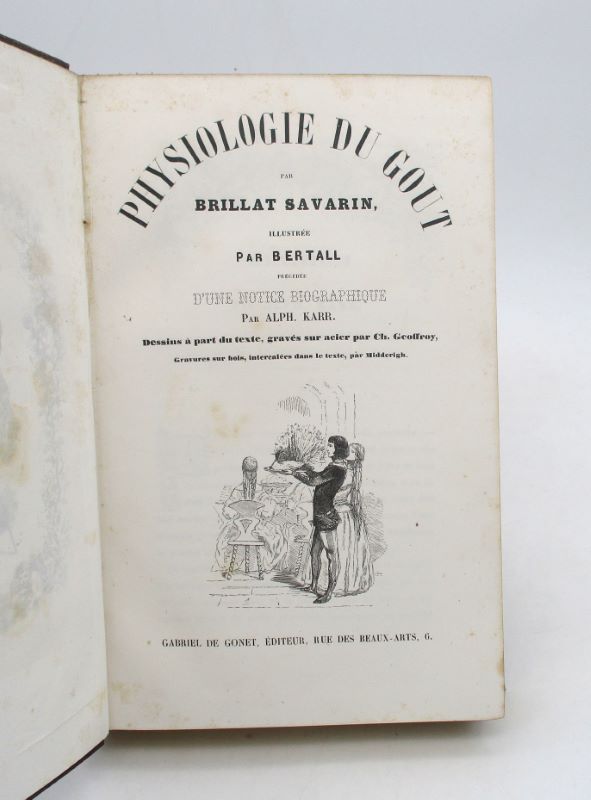 PHYSIOLOGIE DU GOUT
PAR
BRILLAT SAVARIN,
ILLUSTRÉE
PAR BERTALL
PRÉCÉDÉE
D'UNE NOTICE BIOGRAPHIQUE
PAR ALPH. KARR.
Dessins à part du texte, gravés sur acier par Ch. Geoffroy,
Gravures sur bois, intercalées dans le texte, par Midderigh.
GABRIEL DE GONET, ÉDITEUR, RUE DES BEAUX-ARTS, 6.